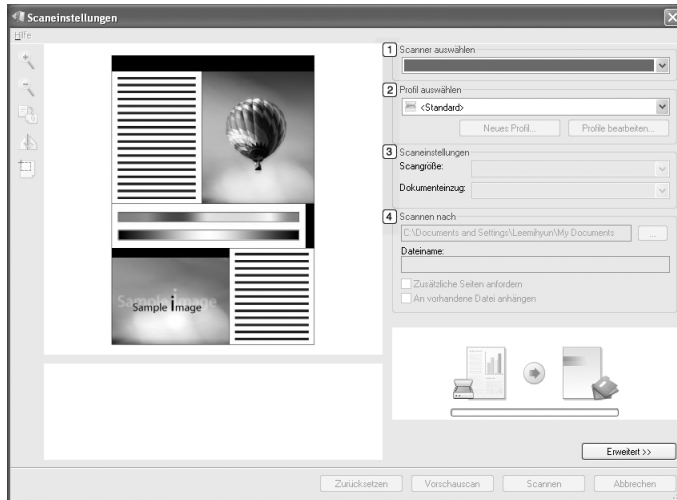 Scaneinstellungen
Hilfe
1 Scanner auswählen
2 Profil auswählen
<Standard>
Neues Profil... Profile bearbeiten...
3 Scaneinstellungen
Scangröße:
Dokumenteinzug:
4 Scannen nach
C:\Documents and Settings\Leemihyun\My Documents ...
Dateiname:
Zusätzliche Seiten anfordern
An vorhandene Datei anhängen
Sample image
Sample image
Erweitert >>
Zurücksetzen Vorschauscan Scannen Abbrechen